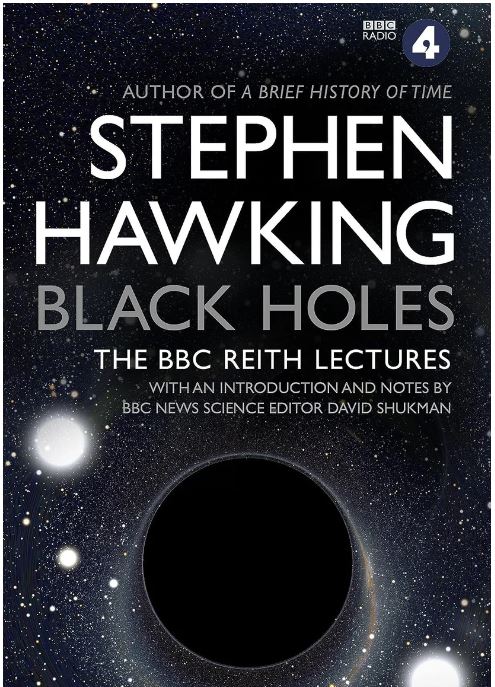 BBC
RADIO
4
AUTHOR OF A BRIEF HISTORY OF TIME
STEPHEN
HAWKING
BLACK HOLES
THE BBC REITH LECTURES
WITH AN INTRODUCTION AND NOTES BY
BBC NEWS SCIENCE EDITOR DAVID SHUKMAN